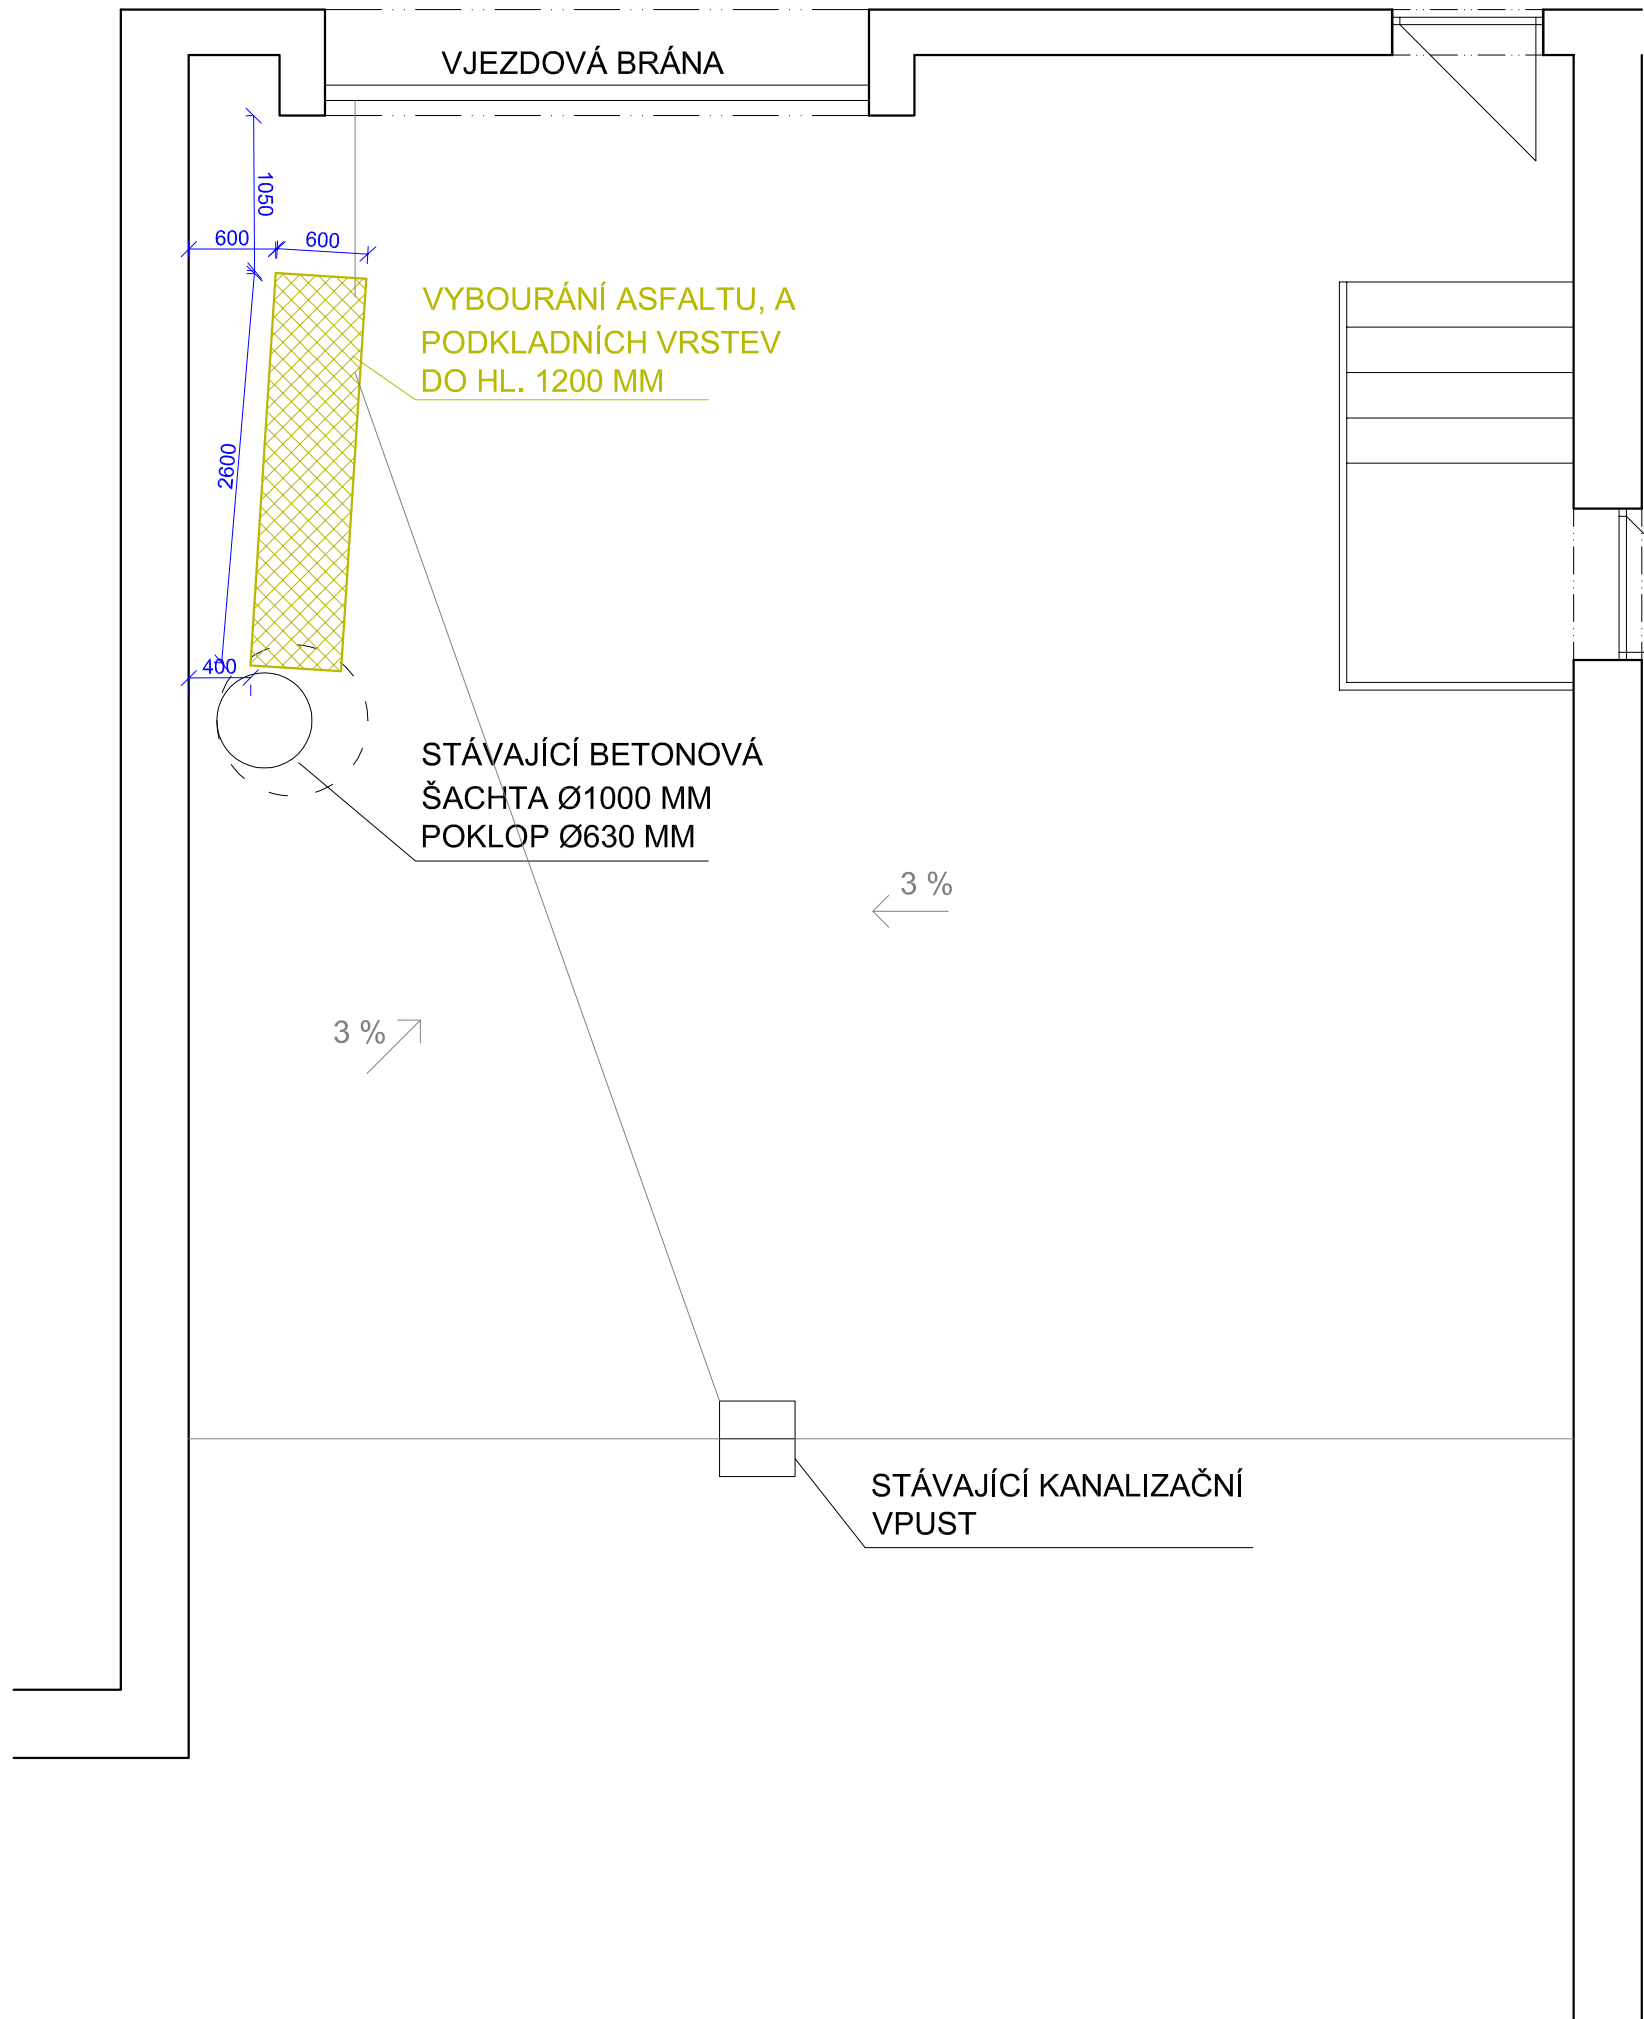 VJEZDOVÁ BRÁNA
1050
600
600
VYBOURÁNÍ ASFALTU, A
PODKLADNÍCH VRSTEV
DO HL. 1200 MM
2600
400
STÁVAJÍCÍ BETONOVÁ
ŠACHTA Ø1000 MM
POKLOP Ø630 MM
3 %
3 %
STÁVAJÍCÍ KANALIZAČNÍ
VPUST